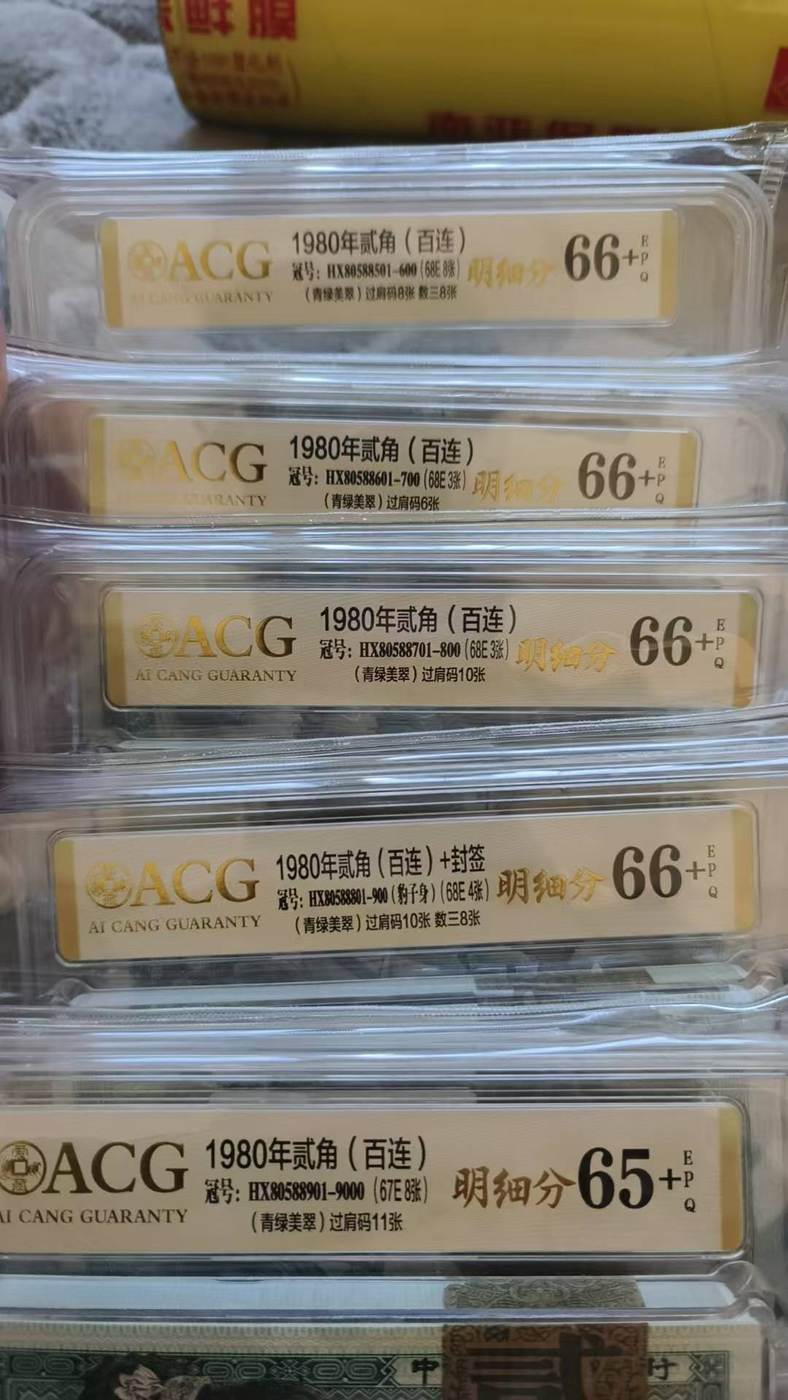 鲜膜
ACG
AI CANG GUARANTY
1980年贰角（百连）
冠号：HX80588501-600（68E 8张）
（青绿美翠）过肩码8张 数三8张
明细分
66+
EPQ
ACG
GUARANTY
1980年贰角（百连）
冠号：HX80588601-700（68E 3张）
（青绿美翠）过肩码6张
明细分
66+
EPQ
ACG
AI CANG GUARANTY
1980年贰角（百连）
冠号：HX80588701-800（68E 3张）
（青绿美翠）过肩码10张
明细分
66+
EPQ
ACG
AI CANG GUARANTY
1980年贰角（百连）+封签
冠号：HX80588801-900（豹子身）（68E 4张）
（青绿美翠）过肩码10张 数三8张
明细分
66+
EPQ
ACG
AI CANG GUARANTY
1980年贰角（百连）
冠号：HX80588901-9000（67E 8张）
（青绿美翠）过肩码11张
明细分
65+
EPQ
中 贰 行